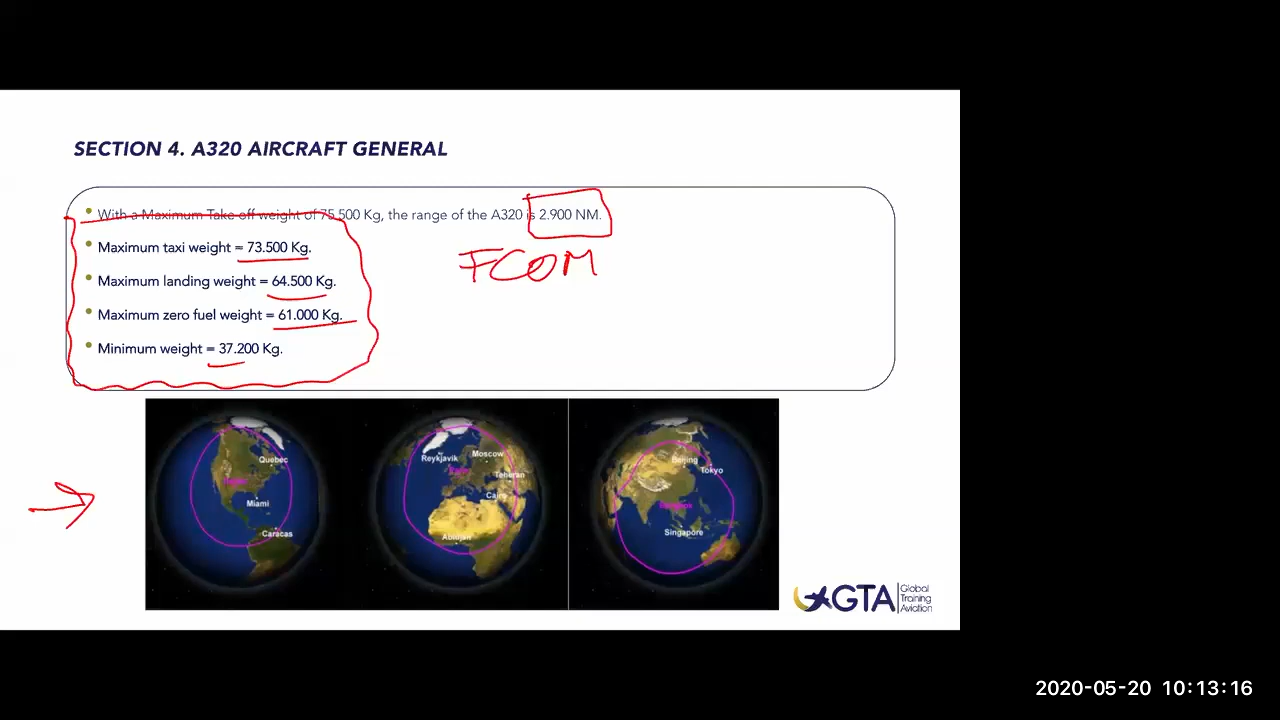 SECTION 4. A320 AIRCRAFT GENERAL
• With a Maximum Take off weight of 75.500 Kg, the range of the A320 is 2.900 NM.
• Maximum taxi weight = 73.500 Kg.
FCOM
• Maximum landing weight = 64.500 Kg.
• Maximum zero fuel weight = 61.000 Kg.
• Minimum weight = 37.200 Kg.
Quebec
Miami
Caracas
Reykjavik
Moscow
Teheran
Cairo
Abidjan
Beijing
Tokyo
Singapore
GTA Global
Training
Aviation
2020-05-20 10:13:16